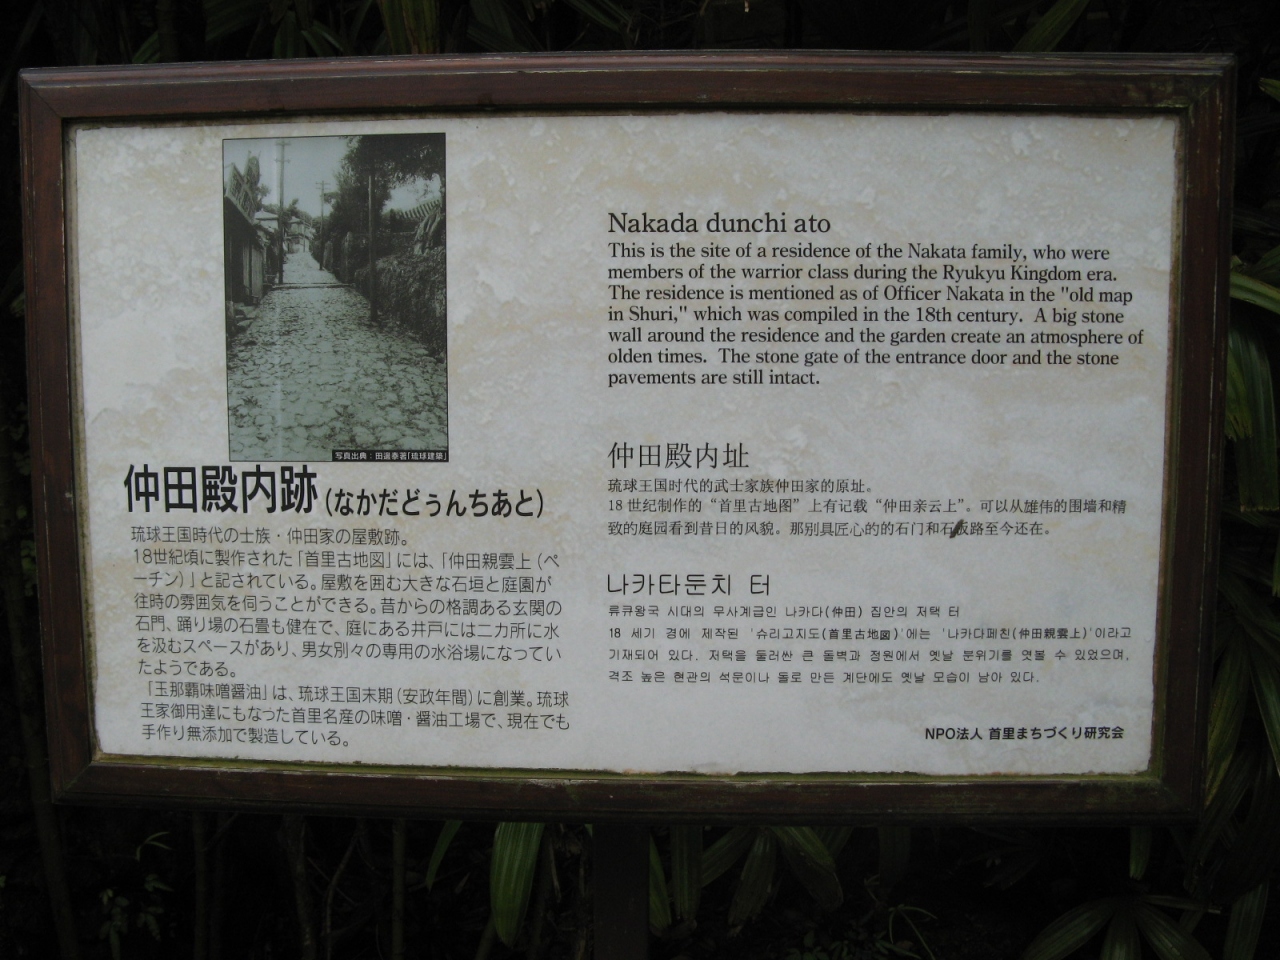 写真出典:田邊泰著「琉球建築」
仲田殿内跡(なかだどぅんちあと)
琉球王国時代の士族・仲田家の屋敷跡。
18世紀頃に製作された「首里古地図」には、「仲田親雲上(ペ
ーチン)」と記されている。屋敷を囲む大きな石垣と庭園が
往時の雰囲気を伺うことができる。昔からの格調ある玄関の
石門、踊り場の石畳も健在で、庭にある井戸には二カ所に水
を汲むスペースがあり、男女別々の専用の水浴場になってい
たようである。
「玉那覇味噌醤油」は、琉球王国末期(安政年間)に創業。琉球
王家御用達にもなった首里名産の味噌・醤油工場で、現在でも
手作り無添加で製造している。
Nakada dunchi ato
This is the site of a residence of the Nakata family, who were
members of the warrior class during the Ryukyu Kingdom era.
The residence is mentioned as of Officer Nakata in the "old map
in Shuri," which was compiled in the 18th century. A big stone
wall around the residence and the garden create an atmosphere of
olden times. The stone gate of the entrance door and the stone
pavements are still intact.
仲田殿内址
琉球王国时代的武士家族仲田家的原址。
18 世纪制作的“首里古地图”上有记载“仲田亲云上”。可以从雄伟的围墙和精
致的庭园看到昔日的风貌。那别具匠心的的石门和石板路至今还在。
나카타둔치 터
류큐왕국 시대의 무사계급인 나카다(仲田) 집안의 저택 터
18 세기 경에 제작된 '슈리고지도(首里古地図)'에는 '나카다페친(仲田親雲上)'이라고
기재되어 있다. 저택을 둘러싼 큰 돌벽과 정원에서 옛날 분위기를 엿볼 수 있었으며,
격조 높은 현관의 석문이나 돌로 만든 계단에도 옛날 모습이 남아 있다.
NPO法人 首里まちづくり研究会